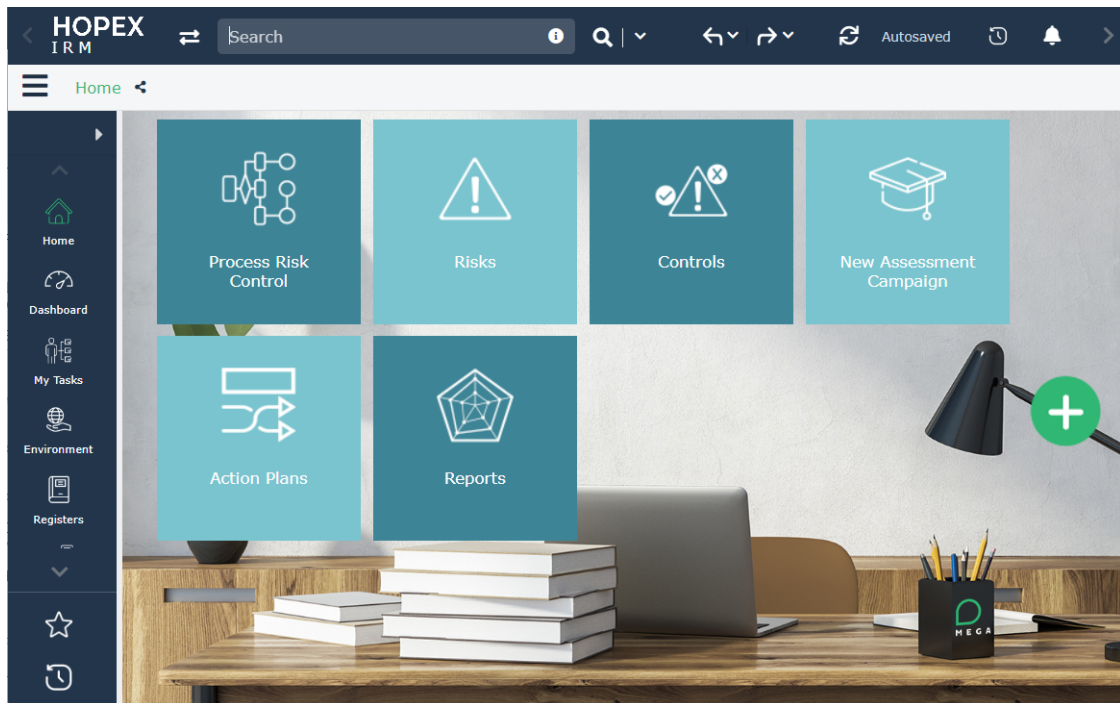 HOPEX
IRM
Search
Autosaved
Home
Home
Dashboard
My Tasks
Environment
Registers
Process Risk
Control
Risks
Controls
New Assessment
Campaign
Action Plans
Reports
MEGA